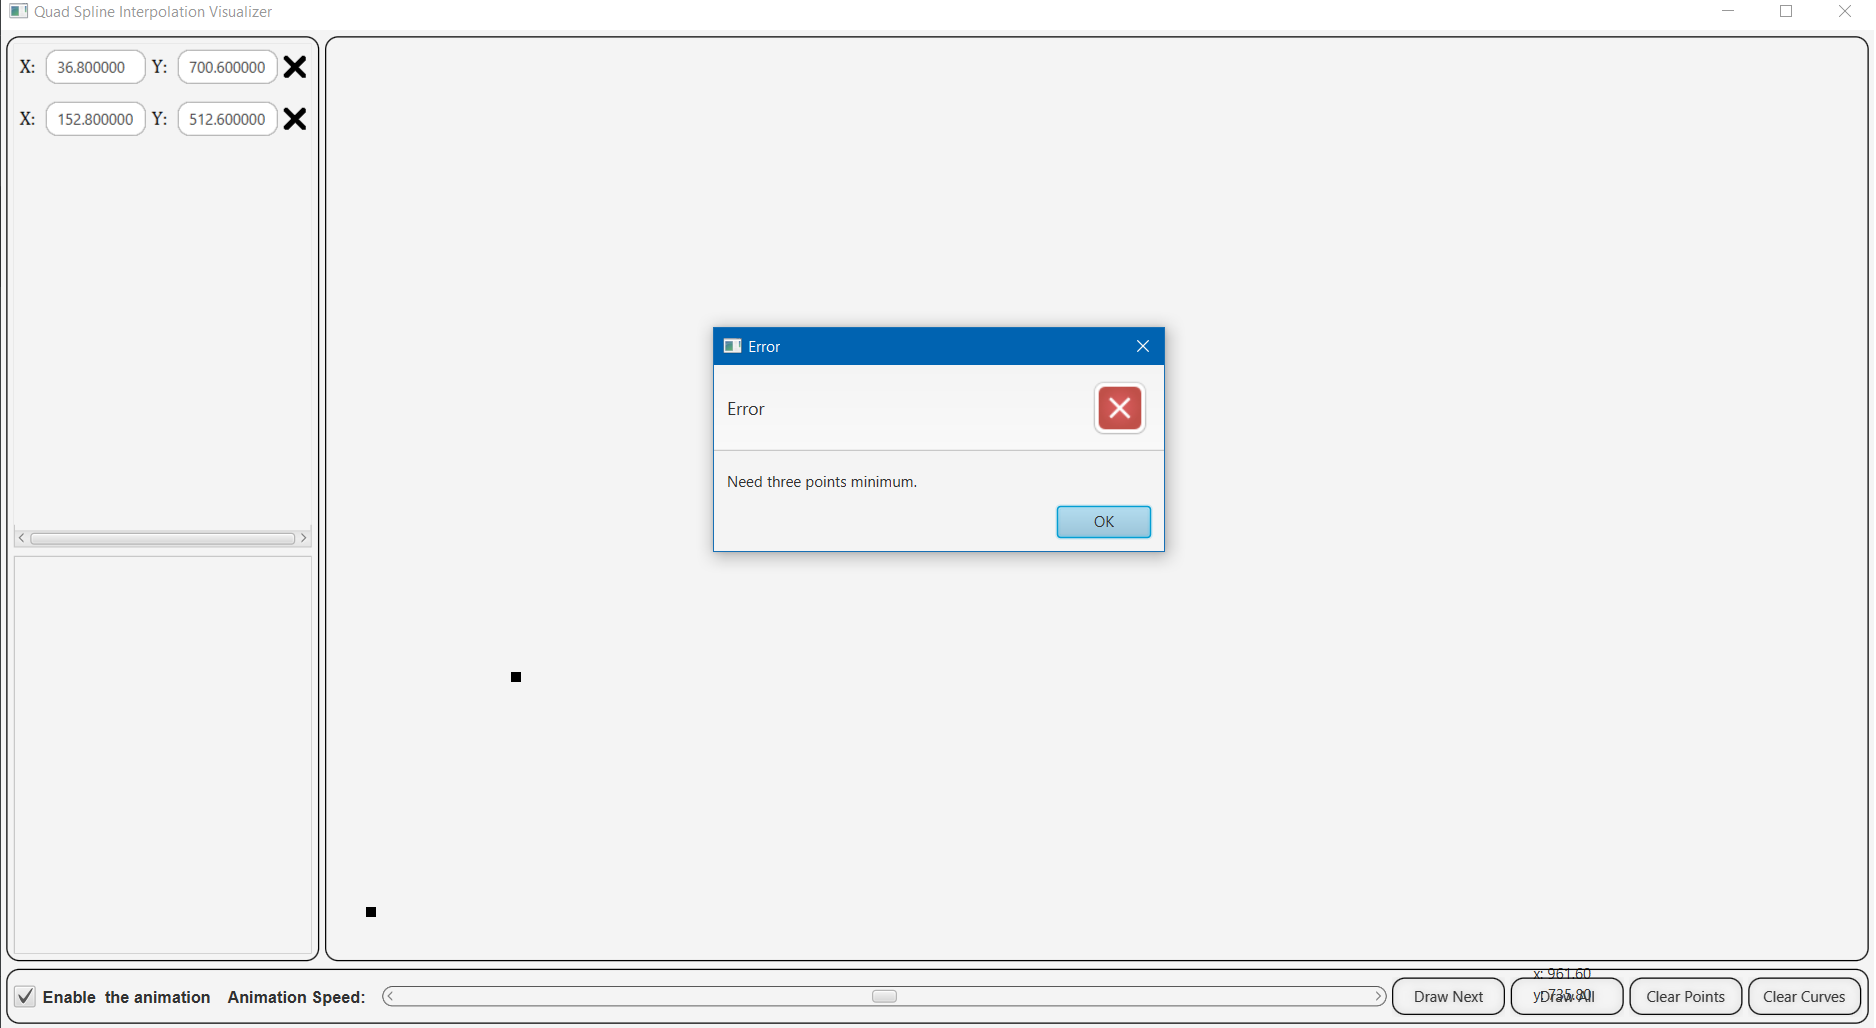 Quad Spline Interpolation Visualizer
X: 36.800000 Y: 700.600000
X: 152.800000 Y: 512.600000
Error
Error
Need three points minimum.
OK
x: 961.60
y: 735.80
Enable the animation Animation Speed: Draw Next Draw All Clear Points Clear Curves